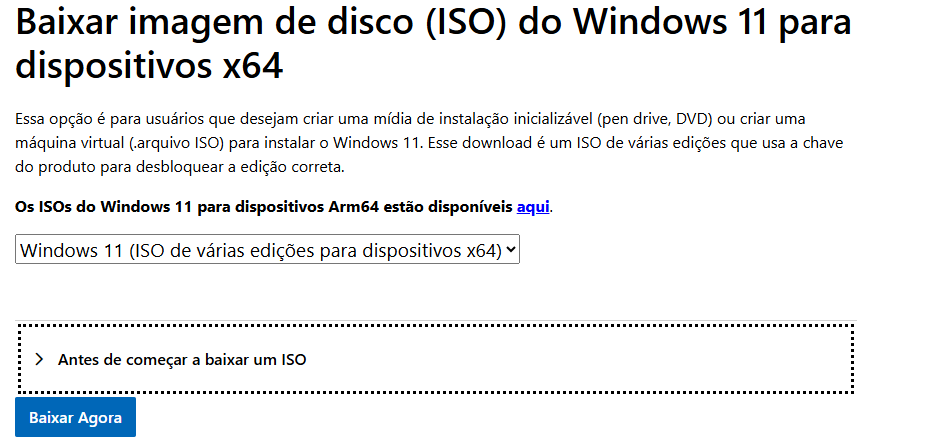 Baixar imagem de disco (ISO) do Windows 11 para
dispositivos x64
Essa opção é para usuários que desejam criar uma mídia de instalação inicializável (pen drive, DVD) ou criar uma
máquina virtual (.arquivo ISO) para instalar o Windows 11. Esse download é um ISO de várias edições que usa a chave
do produto para desbloquear a edição correta.
Os ISOs do Windows 11 para dispositivos Arm64 estão disponíveis aqui.
Windows 11 (ISO de várias edições para dispositivos x64)
Antes de começar a baixar um ISO
Baixar Agora